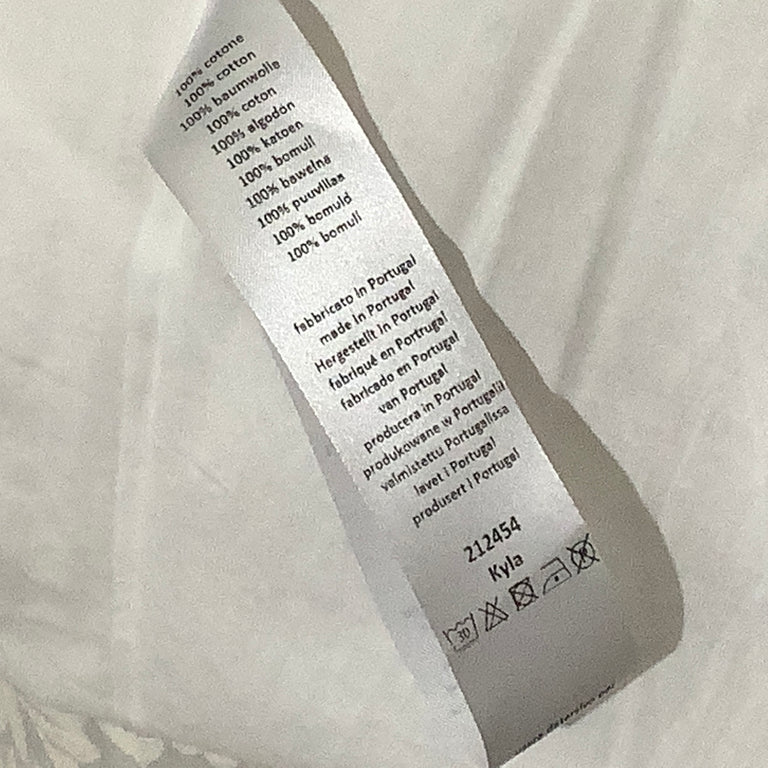 100% cotone
100% cotton
100% baumwolle
100% coton
100% algodón
100% katoen
100% bomull
100% bawełna
100% puuvillaa
100% bomuld
100% bomull
fabbricato in Portugal
made in Portugal
Hergestellt in Portugal
fabriqué en Portrugal
fabricado en Portugal
van Portugal
producera in Portugal
produkowane w Portugalii
valmistettu Portugalissa
lavet i Portugal
produsert i Portugal
212454
Kyla
30